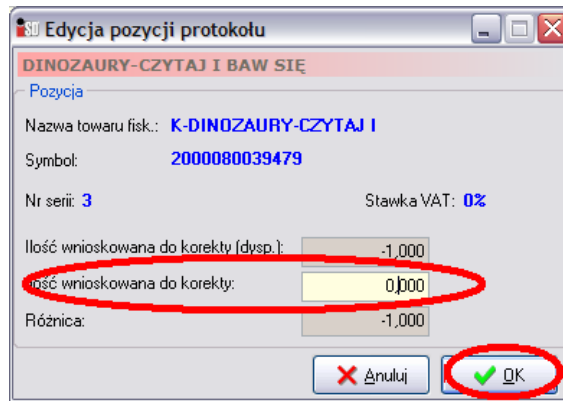 Edycja pozycji protokołu
DINOZAURY-CZYTAJ I BAW SIĘ
Pozycja
Nazwa towaru fisk.: K-DINOZAURY-CZYTAJ I
Symbol: 2000080039479
Nr serii: 3 Stawka VAT: 0%
Ilość wnioskowana do korekty (dysp.): -1,000
Ilość wnioskowana do korekty: 0,000
Różnica: -1,000
Anuluj OK